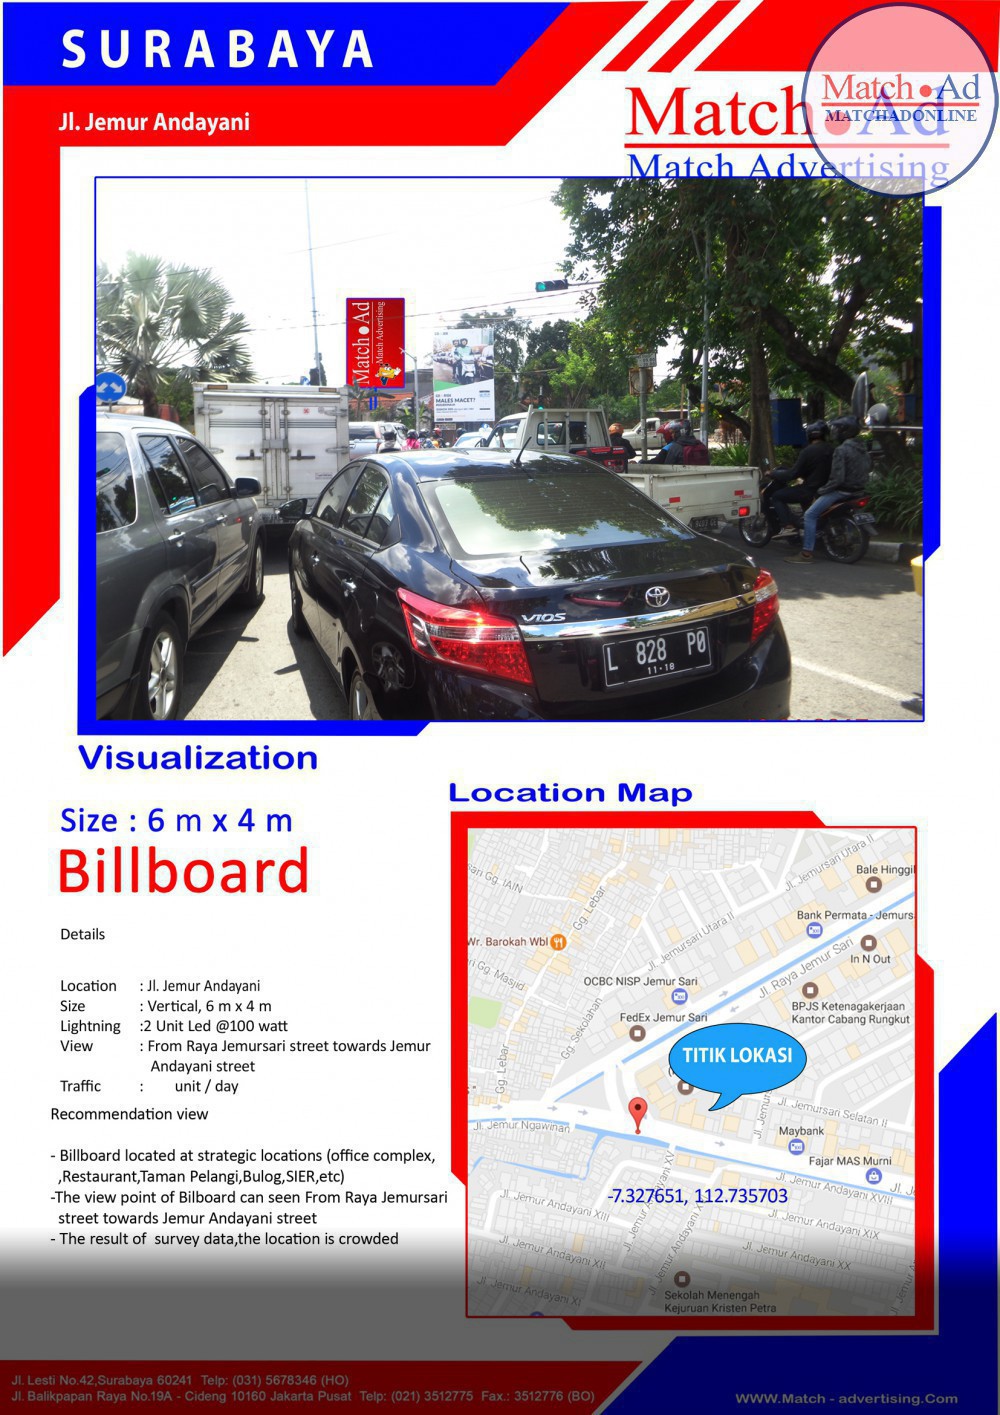 SURABAYA
Jl. Jemur Andayani
Match Ad
Match Advertising
Match Ad
MATCHADONLINE
Match Ad
Match Advertising
MALES MACET?
VIOS
L 828 PO
11-18
Visualization
Size : 6 m x 4 m
Billboard
Details
Location : Jl. Jemur Andayani
Size : Vertical, 6 m x 4 m
Lightning :2 Unit Led @100 watt
View : From Raya Jemursari street towards Jemur
Andayani street
Traffic : unit / day
Recommendation view
- Billboard located at strategic locations (office complex,
,Restaurant,Taman Pelangi,Bulog,SIER,etc)
-The view point of Bilboard can seen From Raya Jemursari
street towards Jemur Andayani street
- The result of survey data,the location is crowded
Location Map
Jl. Jemursari Utara II
Bale Hinggil
Gg. IAIN
Gg. Lebar
Bank Permata - Jemurs
Jl. Jemursari Utara II
Wr. Barokah Wbl
In N Out
Gg. Masjid
Jl. Raya Jemur Sari
OCBC NISP Jemur Sari
BPJS Ketenagakerjaan
Kantor Cabang Rungkut
FedEx Jemur Sari
Gg. Sekolahan
Gg. Lebar
TITIK LOKASI
Jl. Jemursari Selatan II
Jl. Jemur Ngawinan
Maybank
Fajar MAS Murni
Jl. Jemur Andayani XVII
Jl. Jemur Andayani XVIII
-7.327651, 112.735703
Jl. Jemur Andayani XIII
Jl. Jemur Andayani XX
Jl. Jemur Andayani XII
Jl. Jemur Andayani XI
Sekolah Menengah
Kejuruan Kristen Petra
Jl. Lesti No.42,Surabaya 60241 Telp: (031) 5678346 (HO)
Jl. Balikpapan Raya No.19A - Cideng 10160 Jakarta Pusat Telp: (021) 3512775 Fax.: 3512776 (BO)
WWW.Match - advertising.Com